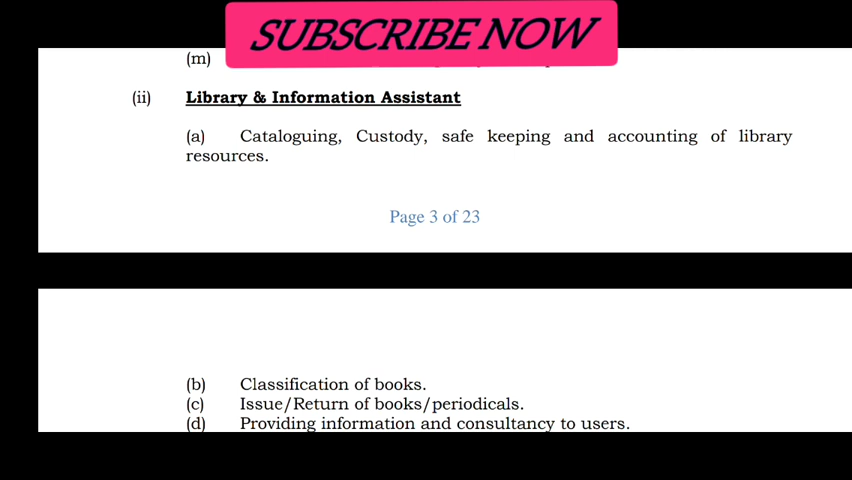 SUBSCRIBE NOW
(m)
(ii) Library & Information Assistant
(a) Cataloguing, Custody, safe keeping and accounting of library
resources.
Page 3 of 23
(b) Classification of books.
(c) Issue/Return of books/periodicals.
(d) Providing information and consultancy to users.